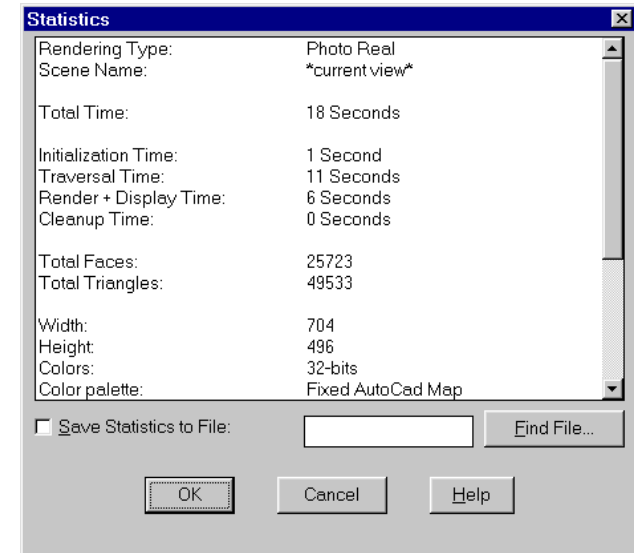 Statistics
Rendering Type: Photo Real
Scene Name: *current view*
Total Time: 18 Seconds
Initialization Time: 1 Second
Traversal Time: 11 Seconds
Render + Display Time: 6 Seconds
Cleanup Time: 0 Seconds
Total Faces: 25723
Total Triangles: 49533
Width: 704
Height: 496
Colors: 32-bits
Color palette: Fixed AutoCad Map
Save Statistics to File:
Find File...
OK Cancel Help